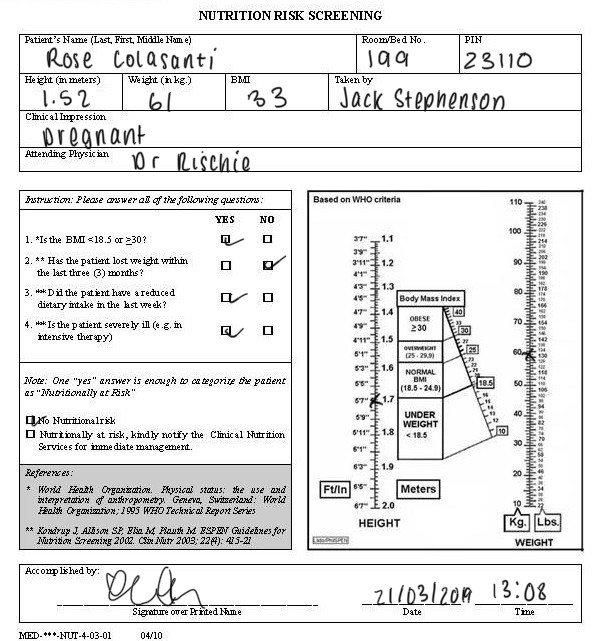 NUTRITION RISK SCREENING
Patient's Name (Last, First, Middle Name)
Rose Colasanti
Room/Bed No.
199
PIN
23110
Height (in meters)
1.52
Weight (in kg.)
61
BMI
33
Taken by
Jack Stephenson
Clinical Impression
pregnant
Attending Physician
Dr Rischie
Instruction: Please answer all of the following questions:
YES NO
1. *Is the BMI <18.5 or ≥30?
2. ** Has the patient lost weight within
the last three (3) months?
3. ** Did the patient have a reduced
dietary intake in the last week?
4. ** Is the patient severely ill (e.g. in
intensive therapy)
Note: One "yes" answer is enough to categorize the patient
as "Nutritionally at Risk"
No Nutritional risk
Nutritionally at risk, kindly notify the Clinical Nutrition
Services for immediate management.
References:
* World Health Organization. Physical status: the use and
interpretation of anthropometry. Geneva, Switzerland: World
Health Organization; 1995 WHO Technical Report Series
** Kondrup J, Allison SP, Elia M, Plauth M. ESPEN Guidelines for
Nutrition Screening 2002. Clin Nutr 2003; 22(4): 415-21
Based on WHO criteria
3'7" 1.1
3'9"
3'11" 1.2
4'1"
4'3" 1.3
4'5"
4'7" 1.4
4'9"
4'11" 1.5
5'1"
5'3" 1.6
5'5"
5'7" 1.7
5'9"
5'11" 1.8
6'1"
6'3" 1.9
6'5"
6'7" 2.0
Ft/In
Meters
HEIGHT
Body Mass Index
OBESE
≥30
OVERWEIGHT
(25 - 29,9)
NORMAL
BMI
(18.5 - 24.9)
UNDER
WEIGHT
< 18.5
40
30
25
18.5
10
110
100
90
80
70
60
50
40
30
20
10
Kg.
Lbs.
WEIGHT
Accomplished by:
Signature over Printed Name
21/03/2019
Date
13:08
Time
MED-***-NUT-4-03-01 04/10